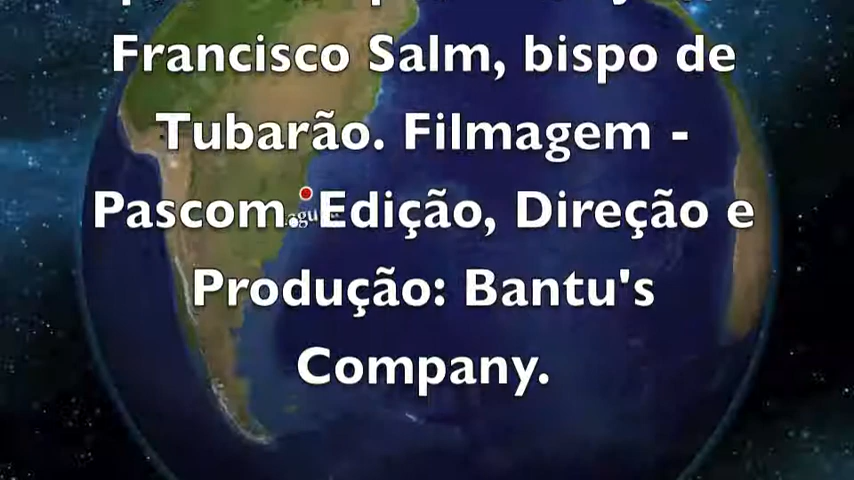 Francisco Salm, bispo de
Tubarão. Filmagem -
Pascom. Edição, Direção e
Produção: Bantu's
Company.